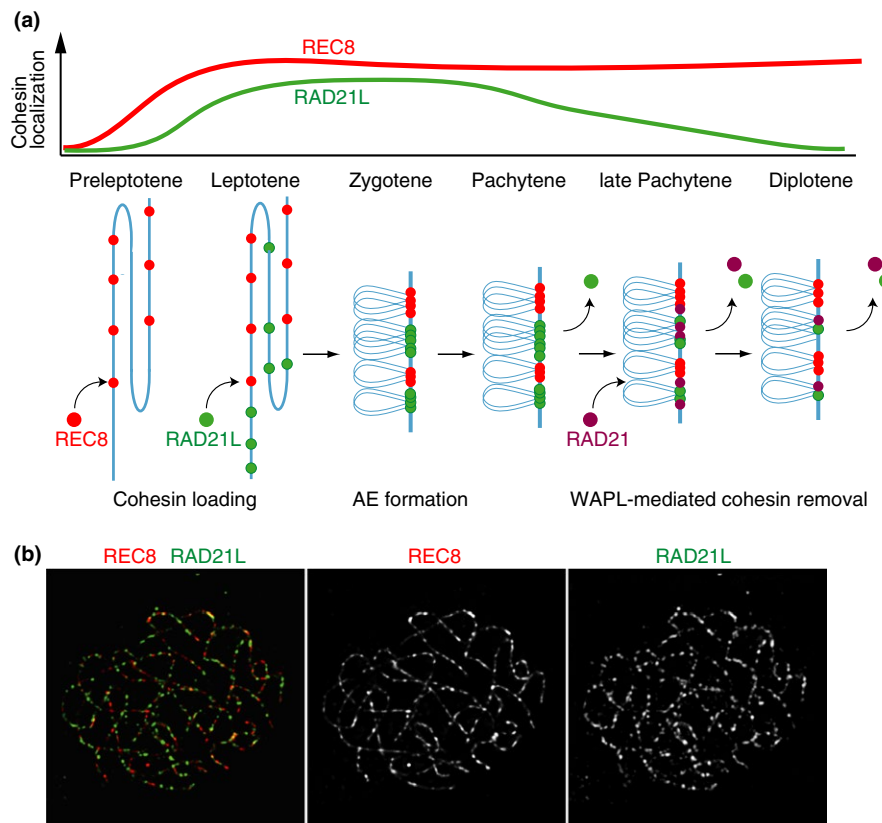 (a)
REC8
RAD21L
Cohesin
localization
Preleptotene Leptotene Zygotene Pachytene late Pachytene Diplotene
REC8 RAD21L RAD21
Cohesin loading AE formation WAPL-mediated cohesin removal
(b)
REC8 RAD21L REC8 RAD21L